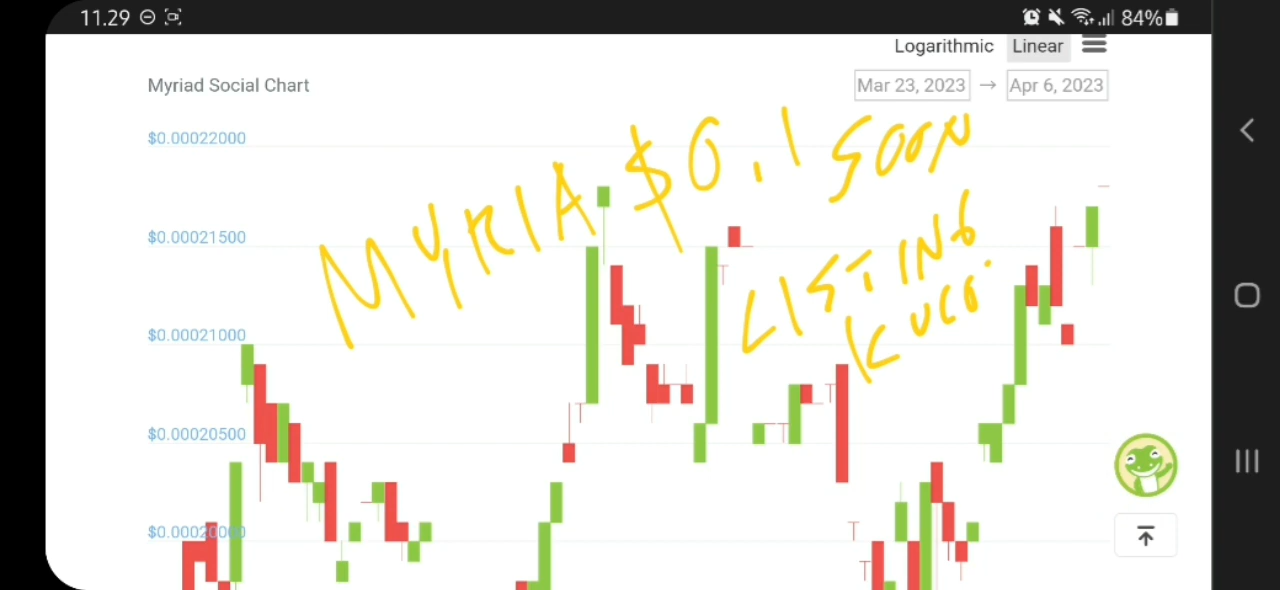 11.29 84%
Logarithmic Linear
Myriad Social Chart
Mar 23, 2023 → Apr 6, 2023
$0.00022000
$0.00021500
$0.00021000
$0.00020500
$0.00020000
MYRIA $0.1 SOON
LISTING
KUCO